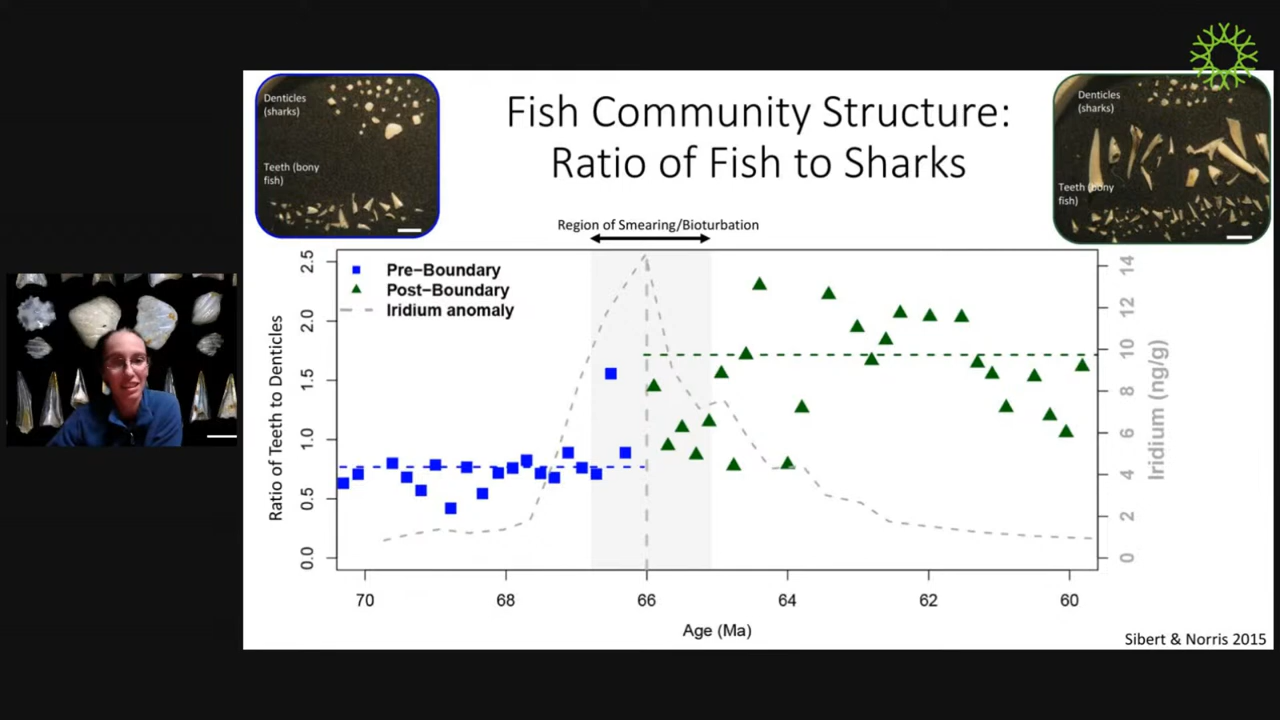 Denticles
(sharks)
Teeth (bony
fish)
Fish Community Structure:
Ratio of Fish to Sharks
Denticles
(sharks)
Teeth (bony
fish)
Region of Smearing/Bioturbation
Pre−Boundary
Post−Boundary
Iridium anomaly
Ratio of Teeth to Denticles
2.5
2.0
1.5
1.0
0.5
0.0
14
12
10
8
6
4
2
0
Iridium (ng/g)
70 68 66 64 62 60
Age (Ma)
Sibert & Norris 2015